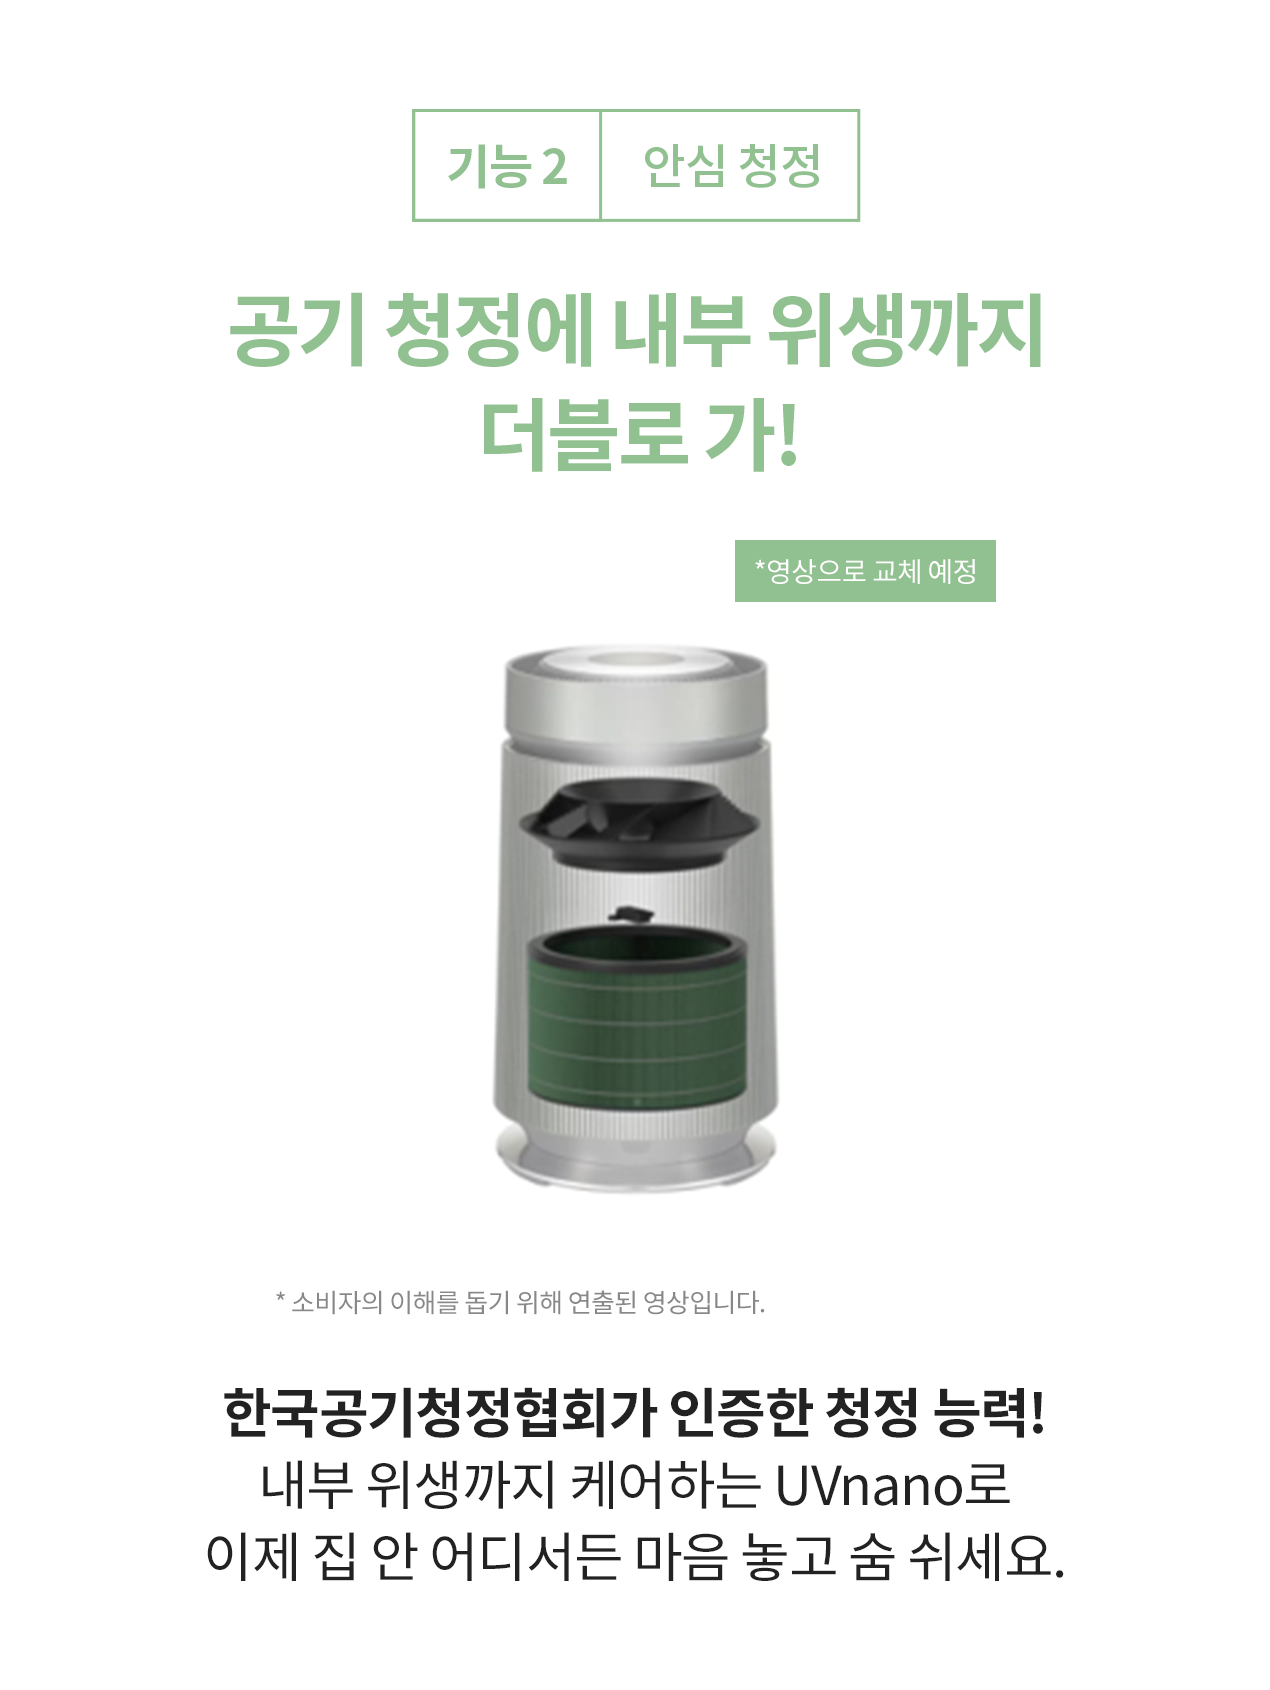 기능 2 안심 청정
공기 청정에 내부 위생까지
더블로 가!
*영상으로 교체 예정
* 소비자의 이해를 돕기 위해 연출된 영상입니다.
한국공기청정협회가 인증한 청정 능력!
내부 위생까지 케어하는 UVnano로
이제 집 안 어디서든 마음 놓고 숨 쉬세요.